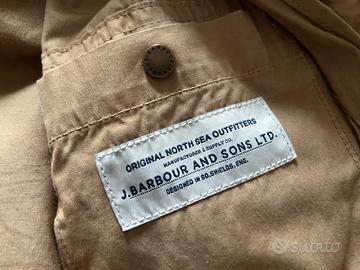 ORIGINAL NORTH SEA OUTFITTERS
MANUFACTURER & SUPPLY CO.
J. BARBOUR AND SONS LTD.
DESIGNED IN SO. SHIELDS, ENG.
subito